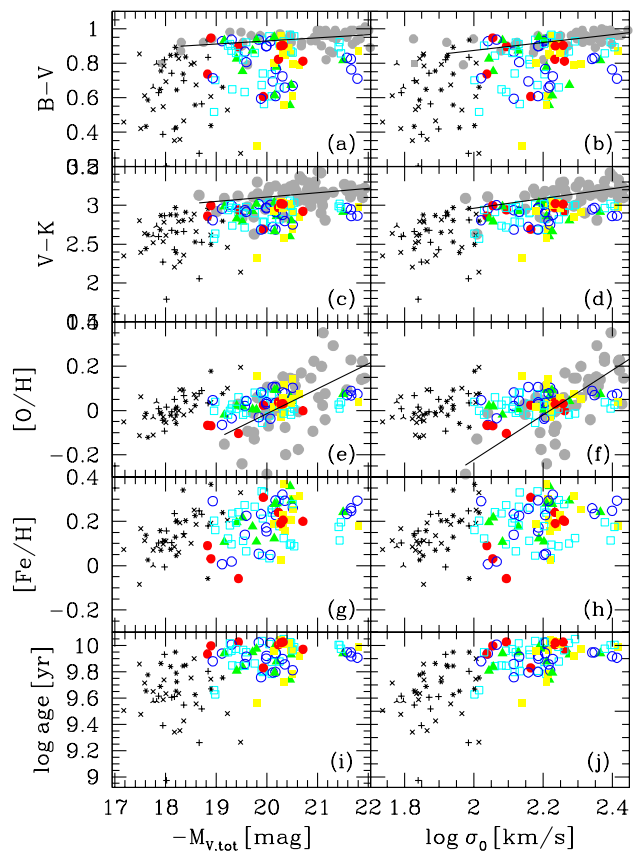 1
0.8
B−V
0.6
0.4
(a)
(b)
3.5
3
V−K
2.5
2
(c)
(d)
0.4
0.2
[O/H]
0
−0.2
(e)
(f)
0.4
0.2
[Fe/H]
0
−0.2
(g)
(h)
10
9.8
log age [yr]
9.6
9.4
9.2
9
(i)
(j)
17 18 19 20 21 22
1.8 2 2.2 2.4
−M_V,tot [mag]
log σ_0 [km/s]